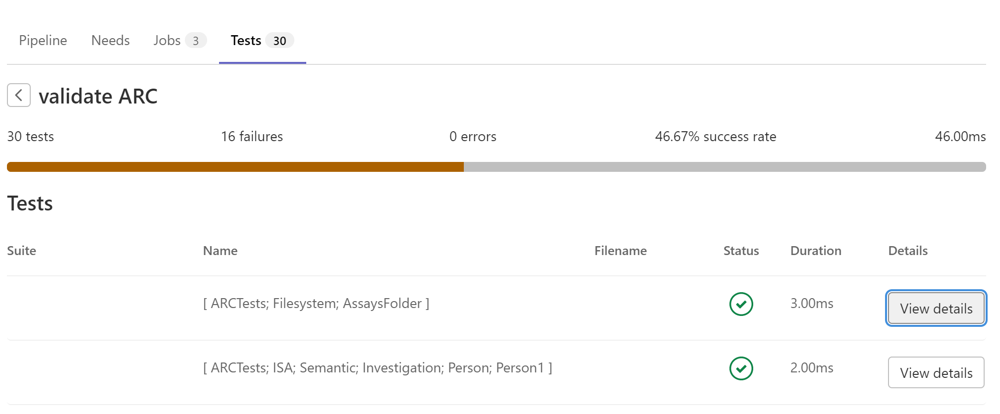 Pipeline Needs Jobs 3 Tests 30
validate ARC
30 tests 16 failures 0 errors 46.67% success rate 46.00ms
Tests
Suite Name Filename Status Duration Details
[ ARCTests; Filesystem; AssaysFolder ] 3.00ms View details
[ ARCTests; ISA; Semantic; Investigation; Person; Person1 ] 2.00ms View details